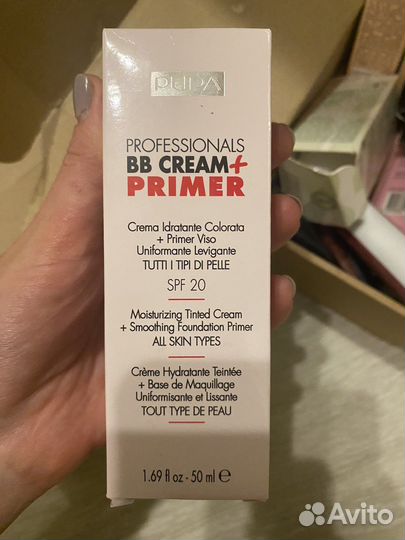 PUPA
PROFESSIONALS
BB CREAM+
PRIMER
Crema Idratante Colorata
+ Primer Viso
Uniformante Levigante
TUTTI I TIPI DI PELLE
SPF 20
Moisturizing Tinted Cream
+ Smoothing Foundation Primer
ALL SKIN TYPES
Crème Hydratante Teintée
+ Base de Maquillage
Uniformisante et Lissante
TOUT TYPE DE PEAU
1.69 fl oz - 50 ml ℮
Avito